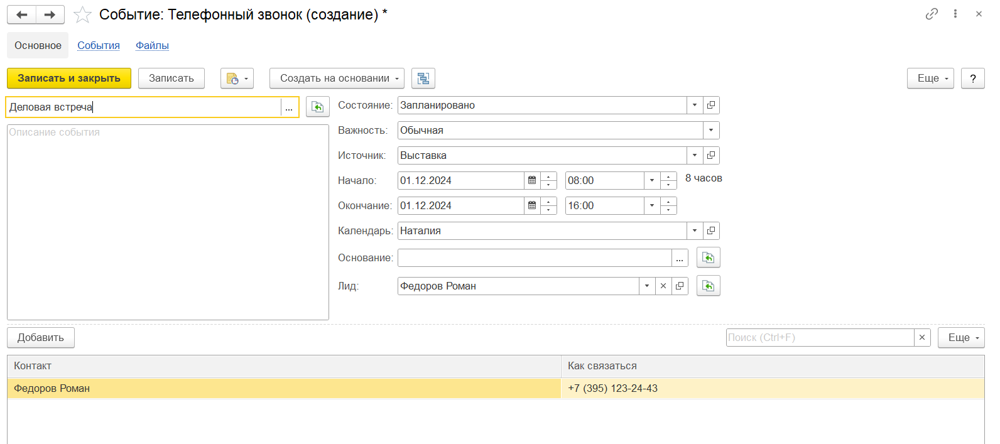 Событие: Телефонный звонок (создание) *
Основное События Файлы
Записать и закрыть Записать Создать на основании Еще ?
Деловая встреча ...
Описание события
Состояние: Запланировано
Важность: Обычная
Источник: Выставка
Начало: 01.12.2024 08:00 8 часов
Окончание: 01.12.2024 16:00
Календарь: Наталия
Основание: ...
Лид: Федоров Роман
Добавить Поиск (Ctrl+F) Еще
Контакт Как связаться
Федоров Роман +7 (395) 123-24-43